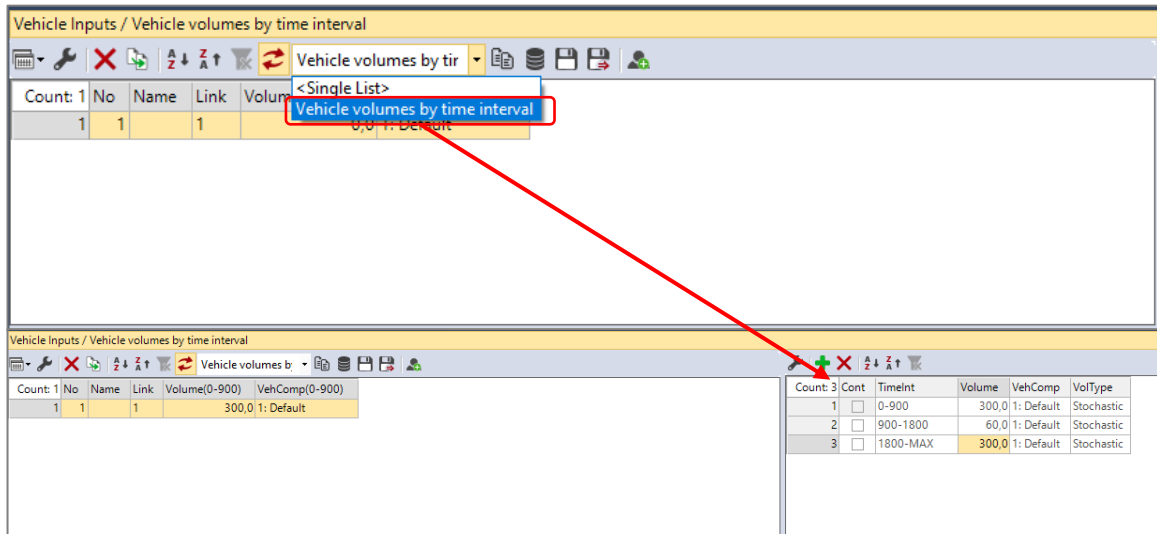 Vehicle Inputs / Vehicle volumes by time interval
Vehicle volumes by tir
<Single List>
Vehicle volumes by time interval
Count: 1 No Name Link Volum
1 1 1 0,0 1: Default
Vehicle Inputs / Vehicle volumes by time interval
Vehicle volumes by
Count: 1 No Name Link Volume(0-900) VehComp(0-900)
1 1 1 300,0 1: Default
Count: 3 Cont TimeInt Volume VehComp VolType
1 0-900 300,0 1: Default Stochastic
2 900-1800 60,0 1: Default Stochastic
3 1800-MAX 300,0 1: Default Stochastic